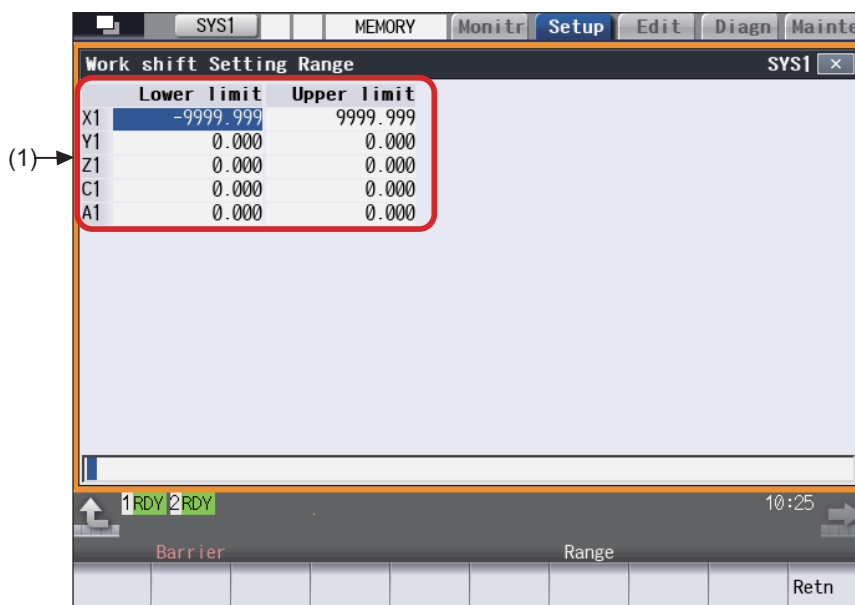 SYS1 MEMORY Monitr Setup Edit Diagn Mainte
Work shift Setting Range SYS1
Lower limit Upper limit
X1 -9999.999 9999.999
Y1 0.000 0.000
(1)
Z1 0.000 0.000
C1 0.000 0.000
A1 0.000 0.000
1RDY 2RDY 10:25
Barrier Range
Retn